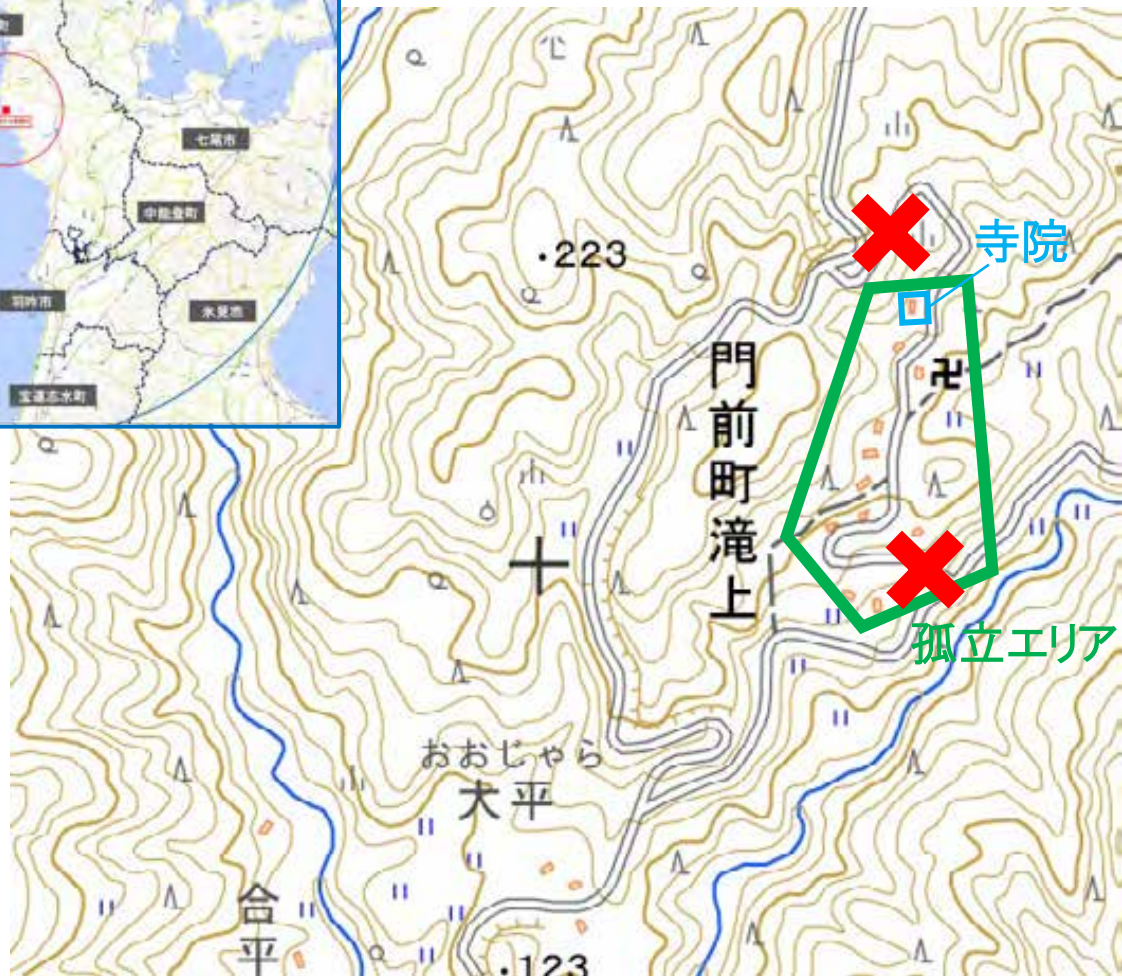 町
七尾市
中能登町
羽咋市
氷見市
宝達志水町
・223
寺院
門前町滝上
孤立エリア
おおじゃら
大平
合平
・123